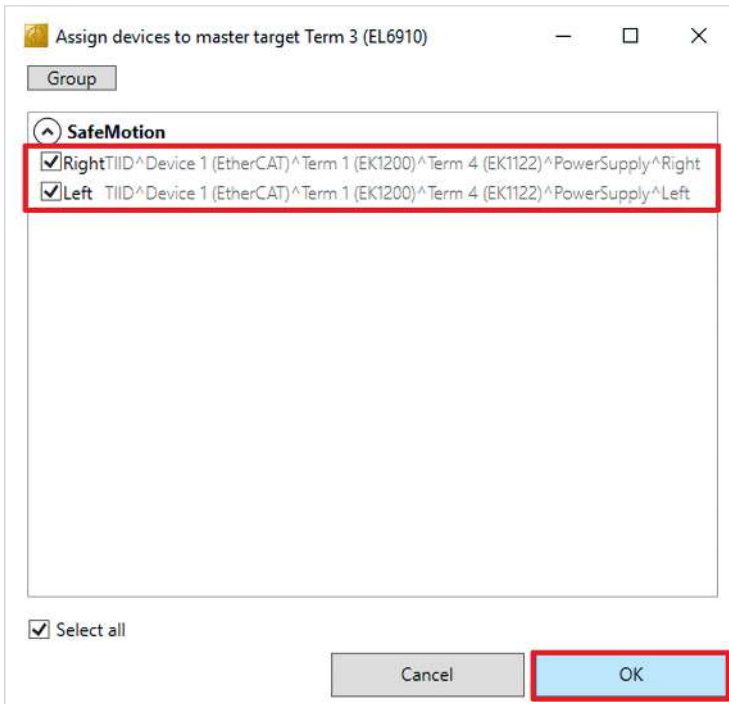 Assign devices to master target Term 3 (EL6910)
Group
SafeMotion
Right TIID^Device 1 (EtherCAT)^Term 1 (EK1200)^Term 4 (EK1122)^PowerSupply^Right
Left TIID^Device 1 (EtherCAT)^Term 1 (EK1200)^Term 4 (EK1122)^PowerSupply^Left
Select all
Cancel OK